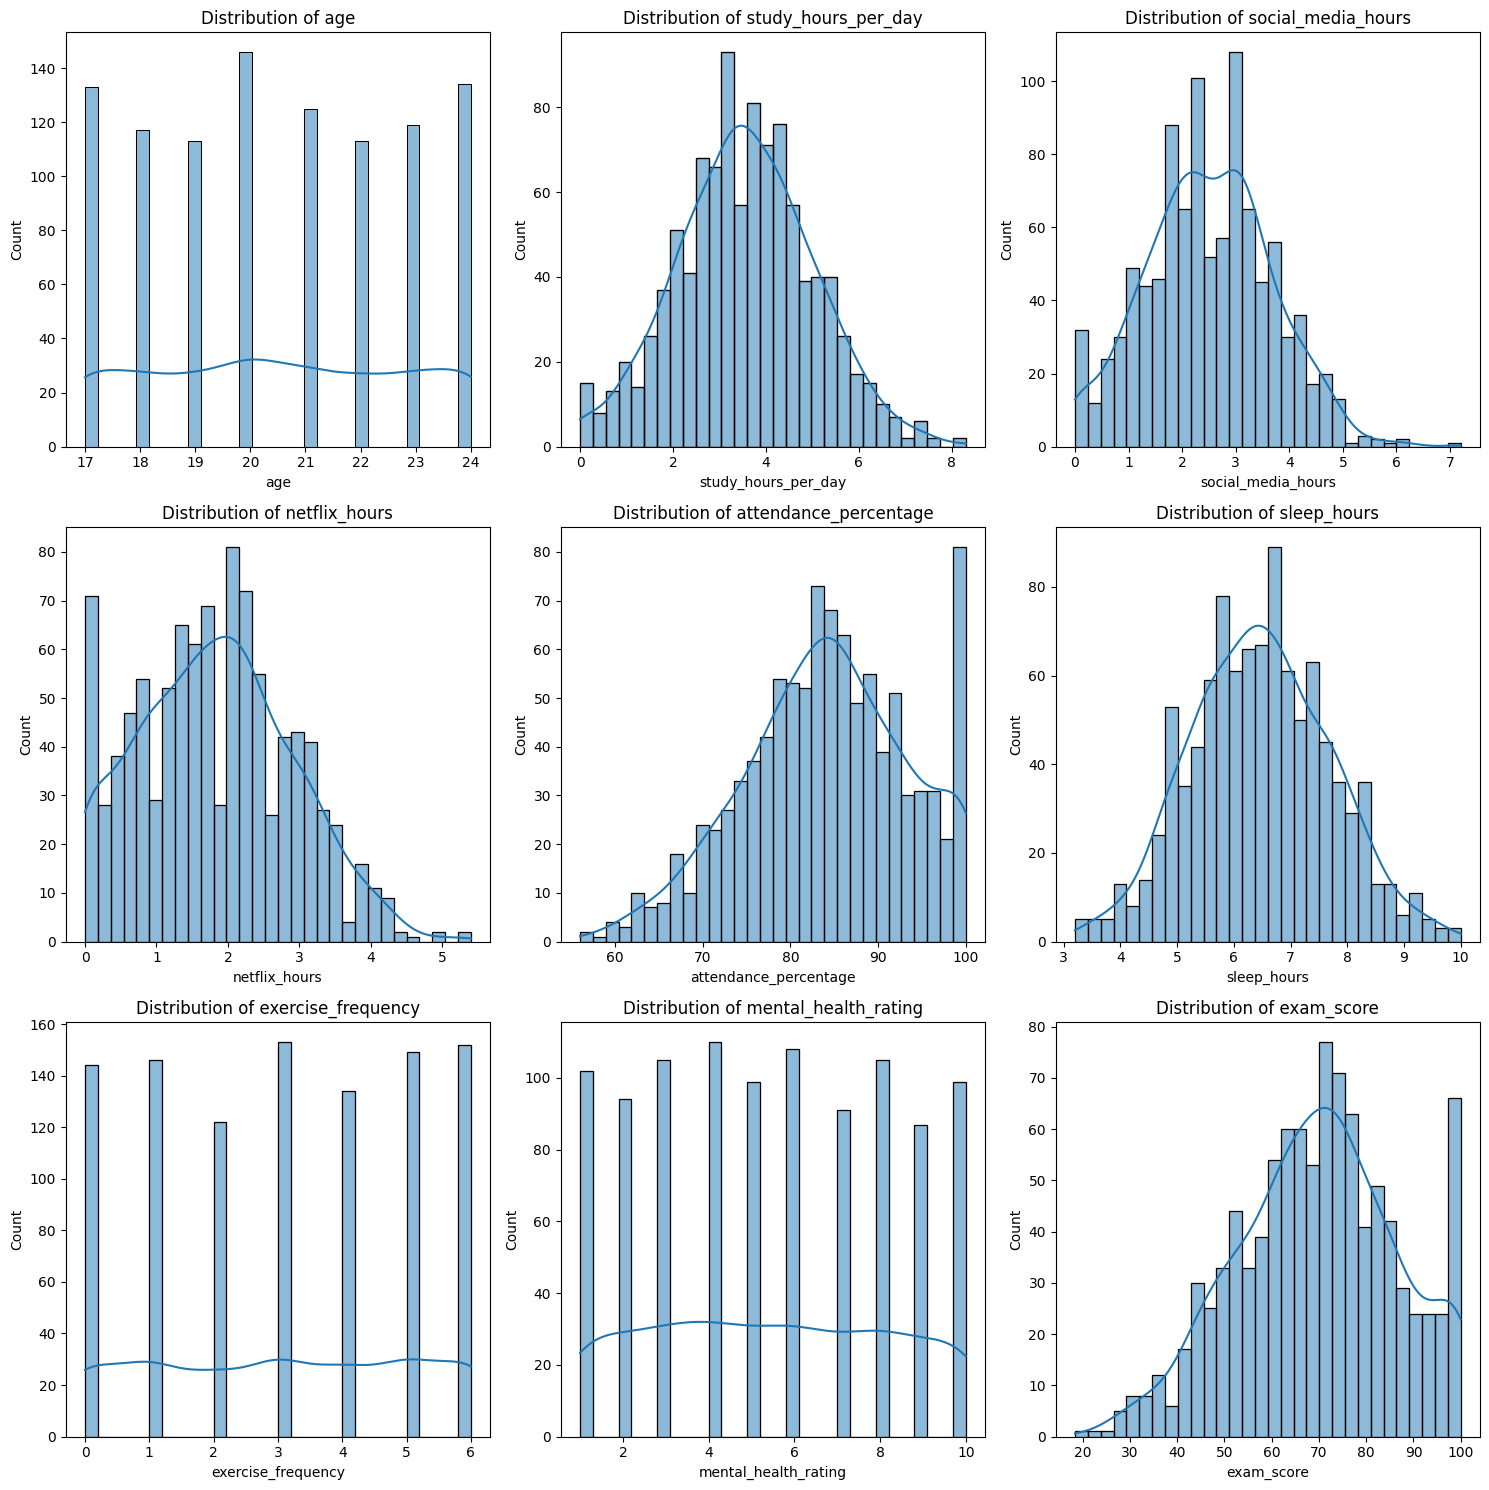 Distribution of age
Count
140
120
100
80
60
40
20
0
17 18 19 20 21 22 23 24
age
Distribution of study_hours_per_day
Count
80
60
40
20
0
0 2 4 6 8
study_hours_per_day
Distribution of social_media_hours
Count
100
80
60
40
20
0
0 1 2 3 4 5 6 7
social_media_hours
Distribution of netflix_hours
Count
80
70
60
50
40
30
20
10
0
0 1 2 3 4 5
netflix_hours
Distribution of attendance_percentage
Count
80
70
60
50
40
30
20
10
0
60 70 80 90 100
attendance_percentage
Distribution of sleep_hours
Count
80
60
40
20
0
3 4 5 6 7 8 9 10
sleep_hours
Distribution of exercise_frequency
Count
160
140
120
100
80
60
40
20
0
0 1 2 3 4 5 6
exercise_frequency
Distribution of mental_health_rating
Count
100
80
60
40
20
0
2 4 6 8 10
mental_health_rating
Distribution of exam_score
Count
80
70
60
50
40
30
20
10
0
20 30 40 50 60 70 80 90 100
exam_score